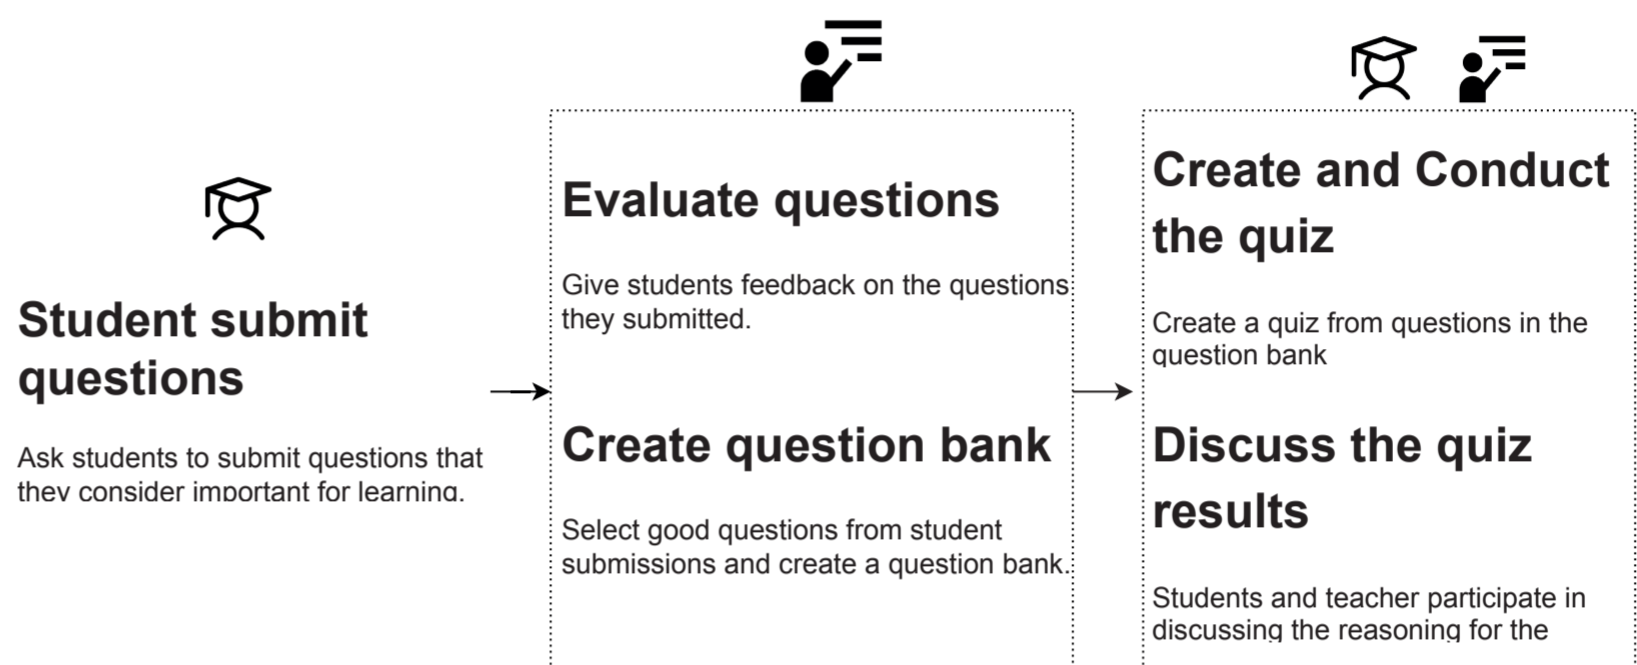 Student submit
questions
Ask students to submit questions that
they consider important for learning.
Evaluate questions
Give students feedback on the questions
they submitted.
Create question bank
Select good questions from student
submissions and create a question bank.
Create and Conduct
the quiz
Create a quiz from questions in the
question bank
Discuss the quiz
results
Students and teacher participate in
discussing the reasoning for the